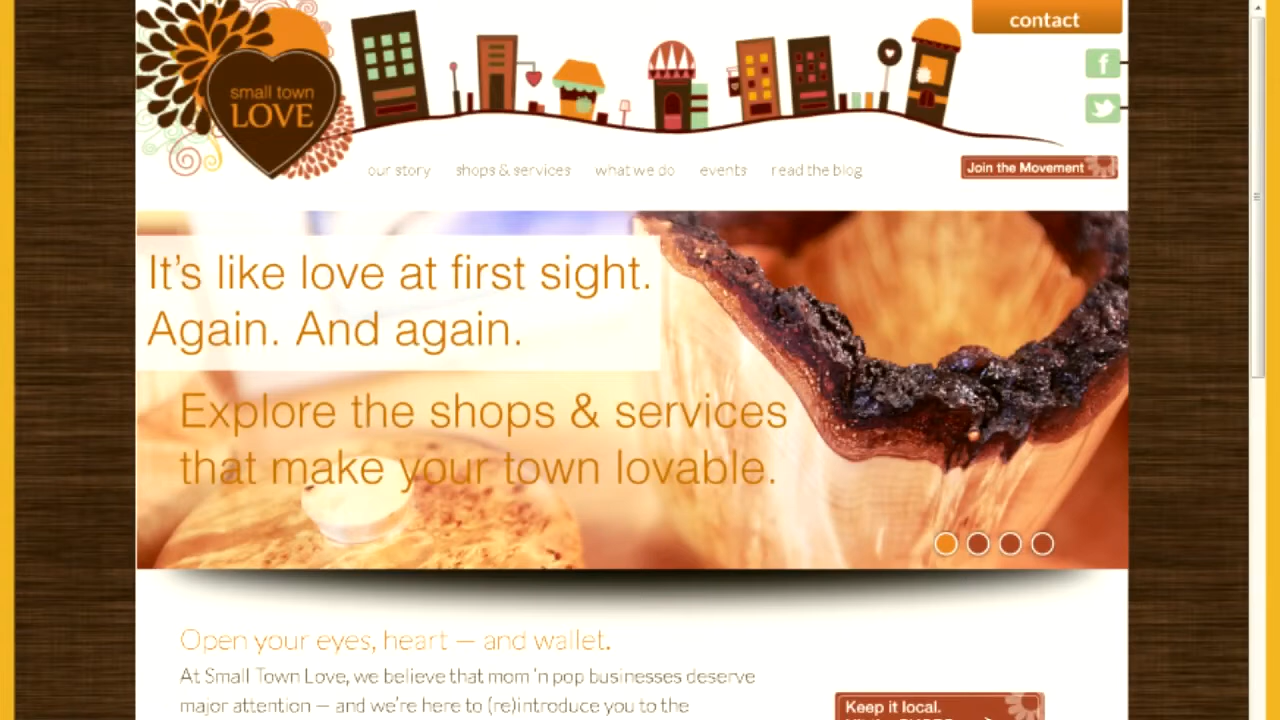 contact
small town
LOVE
our story
shops & services
what we do
events
read the blog
Join the Movement
It's like love at first sight.
Again. And again.
Explore the shops & services
that make your town lovable.
Open your eyes, heart — and wallet.
At Small Town Love, we believe that mom 'n pop businesses deserve
major attention — and we're here to (re)introduce you to the
Keep it local.